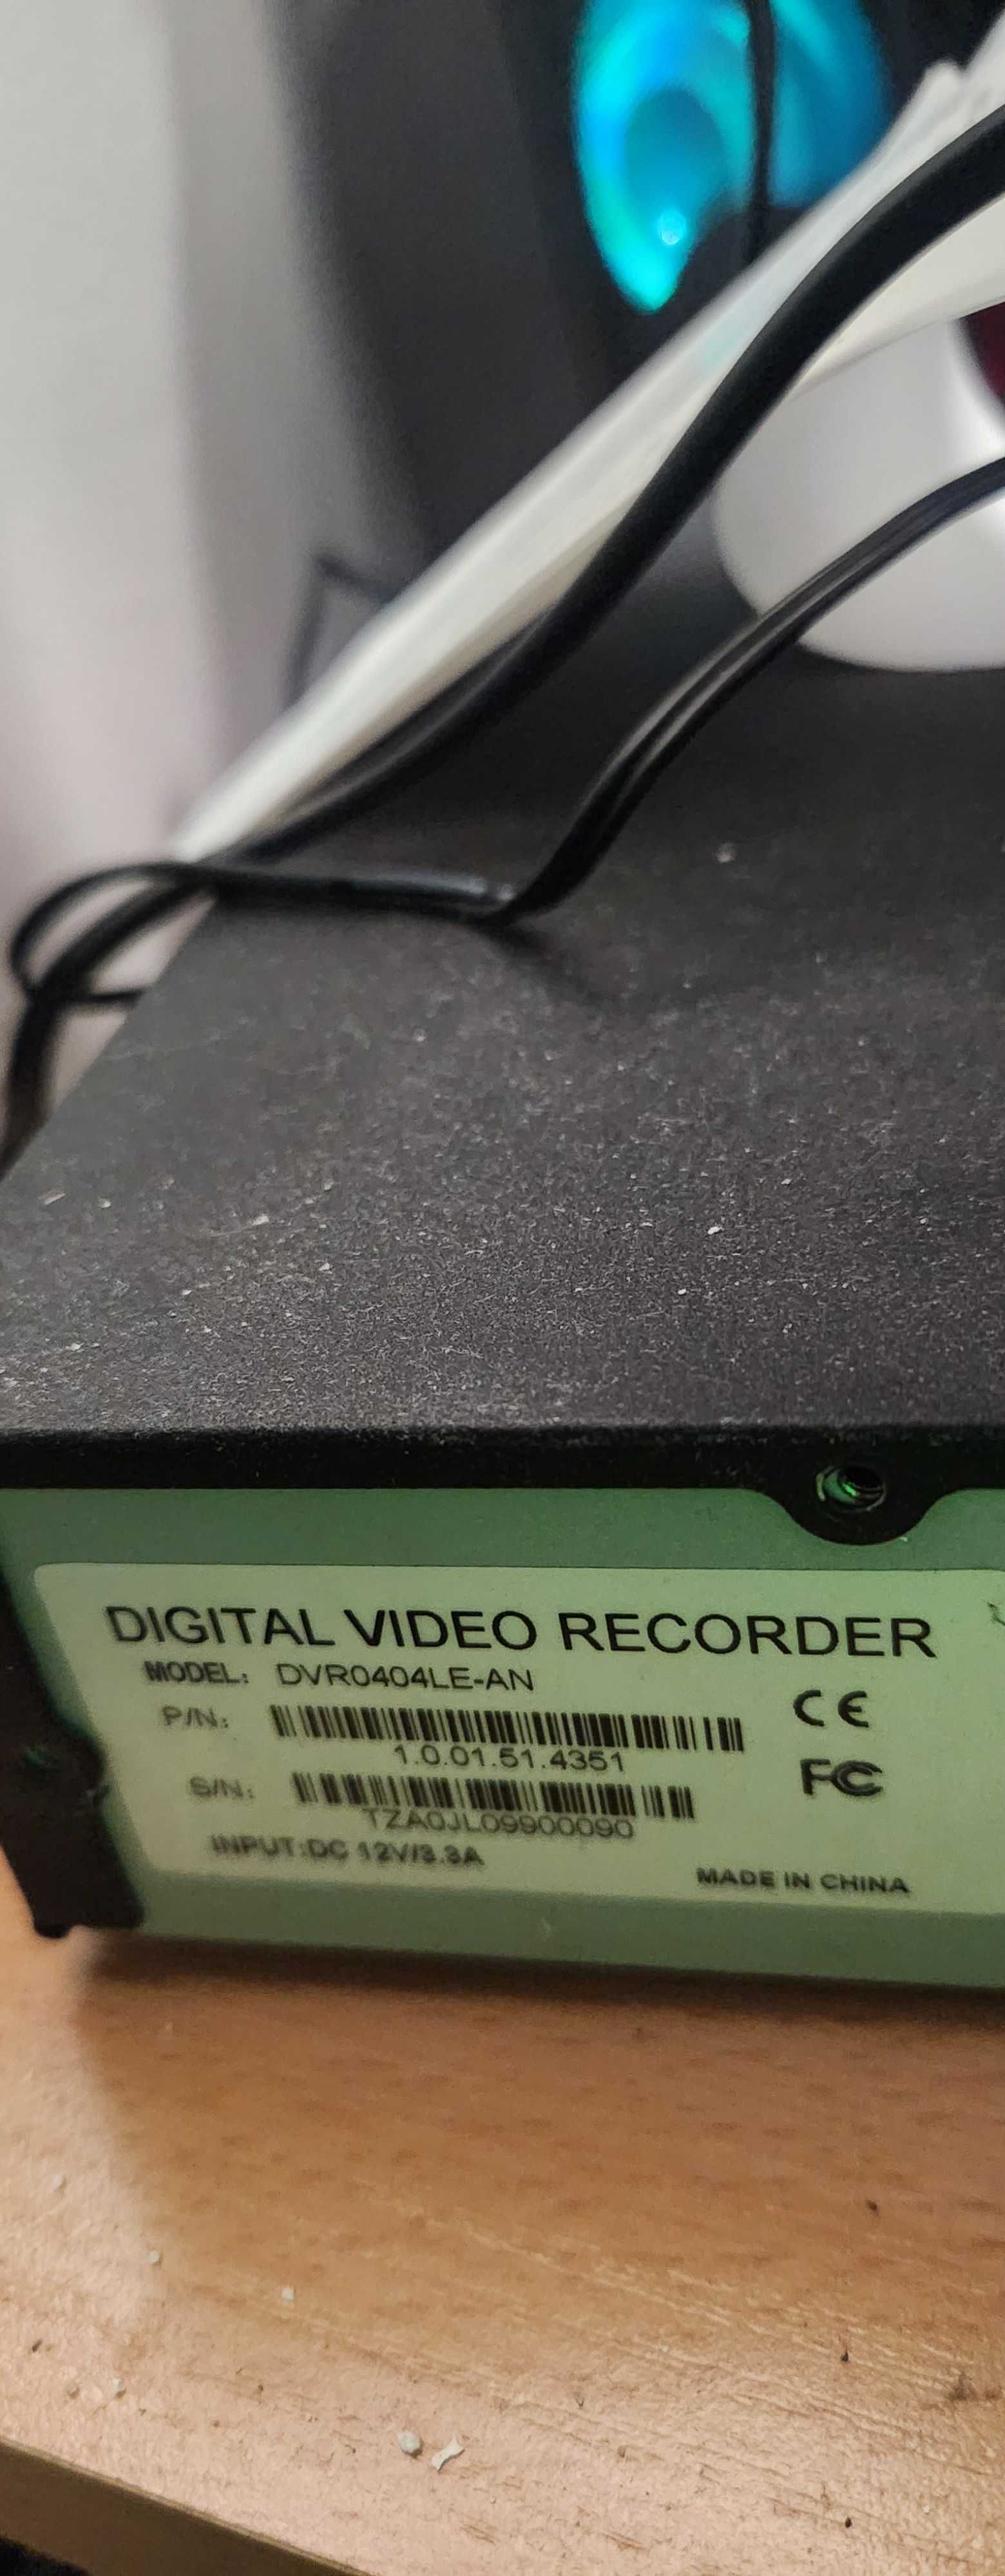 DIGITAL VIDEO RECORDER
MODEL: DVR0404LE-AN
P/N:
1.0.01.51.4351
S/N:
TZA0JL09900090
INPUT:DC 12V/3.3A
CE
FC
MADE IN CHINA